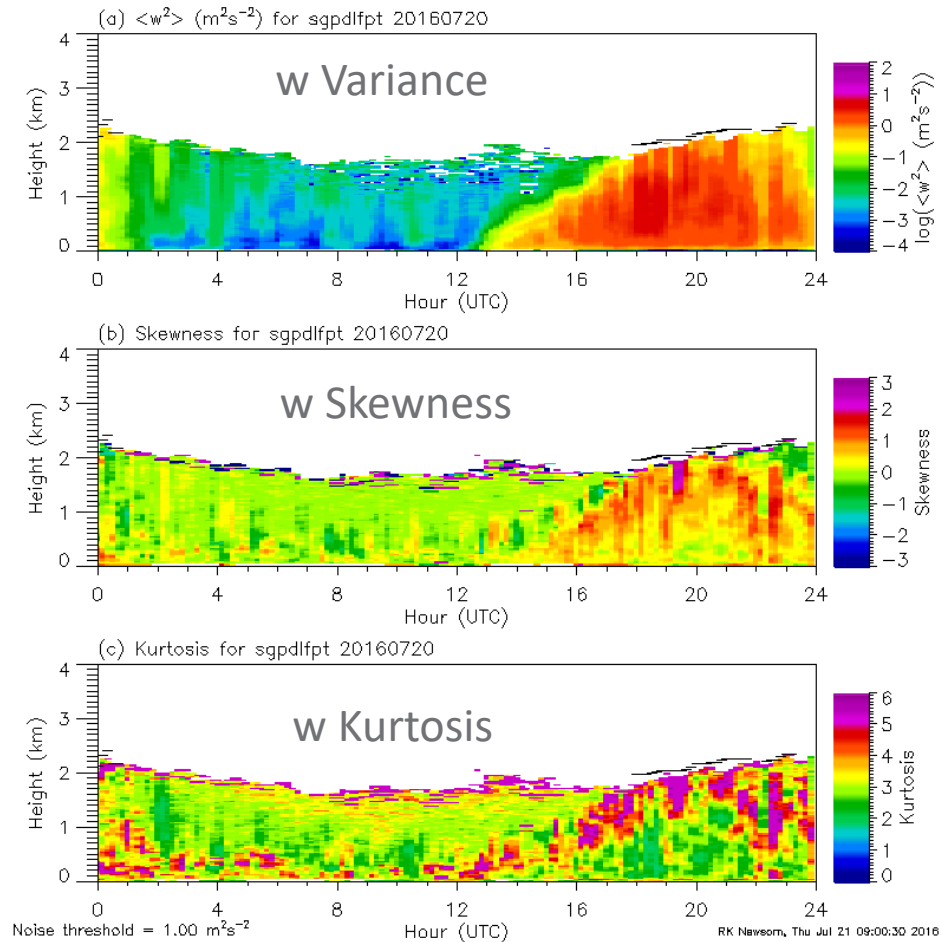 (a) <w²> (m²s⁻²) for sgpdlfpt 20160720
w Variance
Height (km)
4
3
2
1
0
0 4 8 12 16 20 24
Hour (UTC)
2
1
0
−1
−2
−3
−4
log(<w²> (m²s⁻²))
(b) Skewness for sgpdlfpt 20160720
w Skewness
Height (km)
4
3
2
1
0
0 4 8 12 16 20 24
Hour (UTC)
3
2
1
0
−1
−2
−3
Skewness
(c) Kurtosis for sgpdlfpt 20160720
w Kurtosis
Height (km)
4
3
2
1
0
0 4 8 12 16 20 24
Hour (UTC)
6
5
4
3
2
1
0
Kurtosis
Noise threshold = 1.00 m²s⁻²
RK Newsom, Thu Jul 21 09:00:30 2016